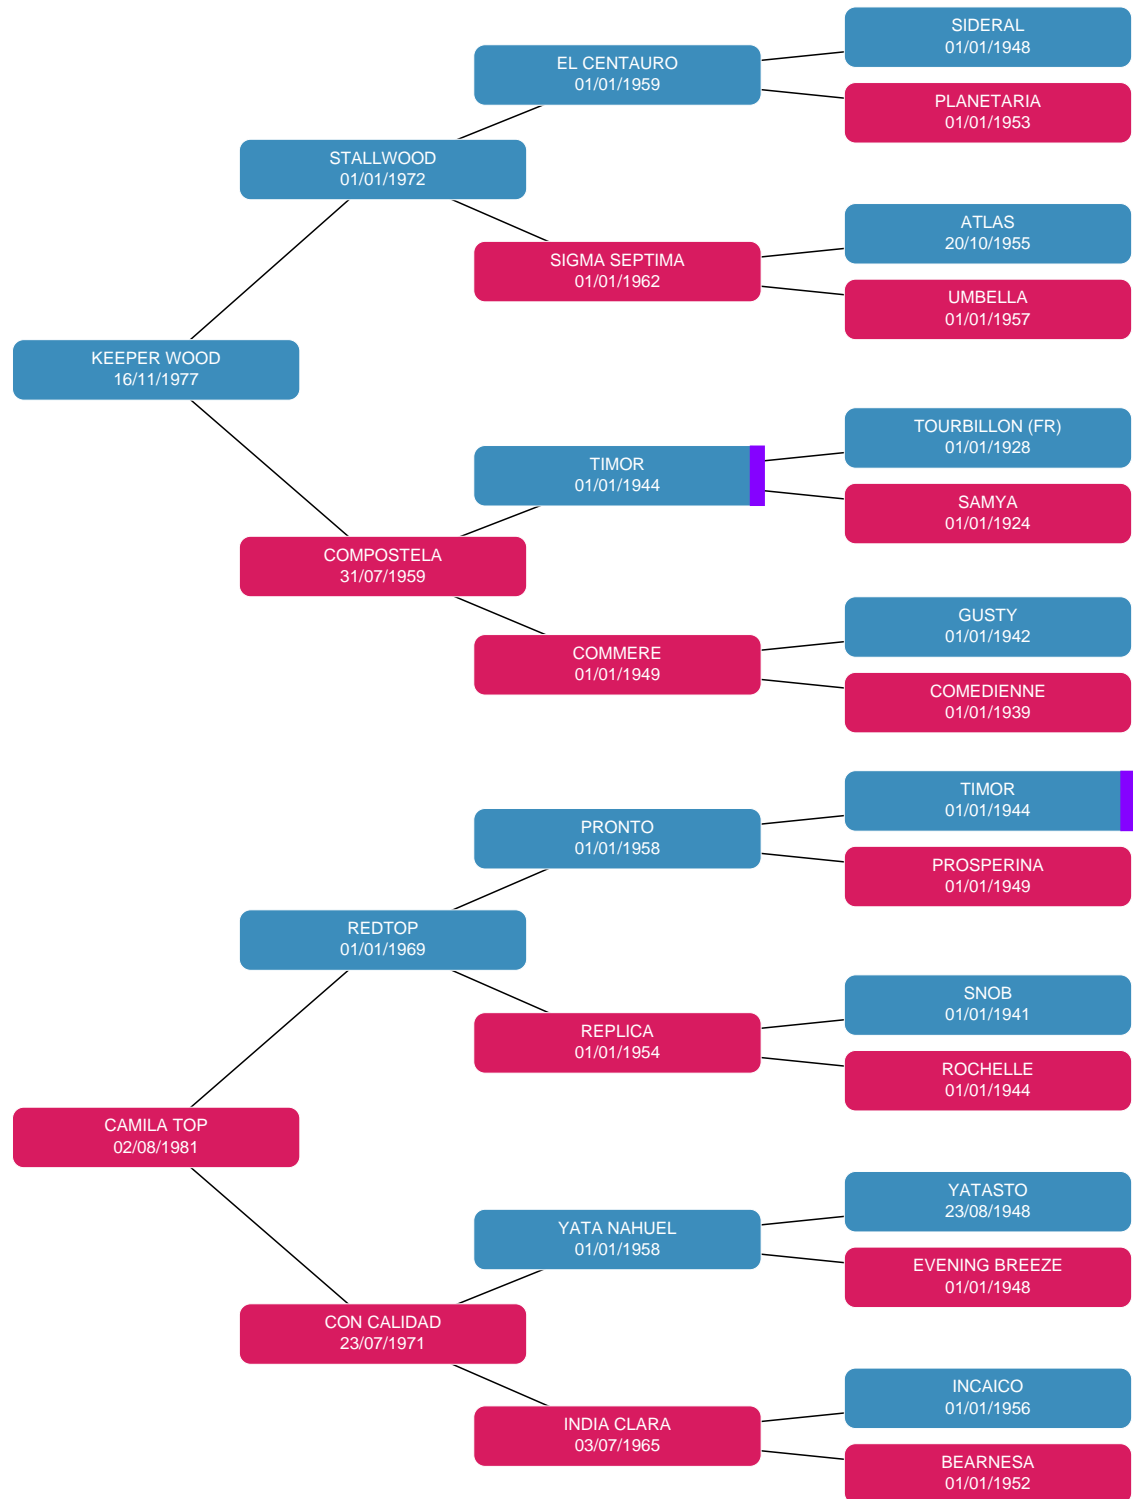 SIDERAL
01/01/1948
EL CENTAURO
01/01/1959
PLANETARIA
01/01/1953
STALLWOOD
01/01/1972
ATLAS
20/10/1955
SIGMA SEPTIMA
01/01/1962
UMBELLA
01/01/1957
KEEPER WOOD
16/11/1977
TOURBILLON (FR)
01/01/1928
TIMOR
01/01/1944
SAMYA
01/01/1924
COMPOSTELA
31/07/1959
GUSTY
01/01/1942
COMMERE
01/01/1949
COMEDIENNE
01/01/1939
TIMOR
01/01/1944
PRONTO
01/01/1958
PROSPERINA
01/01/1949
REDTOP
01/01/1969
SNOB
01/01/1941
REPLICA
01/01/1954
ROCHELLE
01/01/1944
CAMILA TOP
02/08/1981
YATASTO
23/08/1948
YATA NAHUEL
01/01/1958
EVENING BREEZE
01/01/1948
CON CALIDAD
23/07/1971
INCAICO
01/01/1956
INDIA CLARA
03/07/1965
BEARNESA
01/01/1952